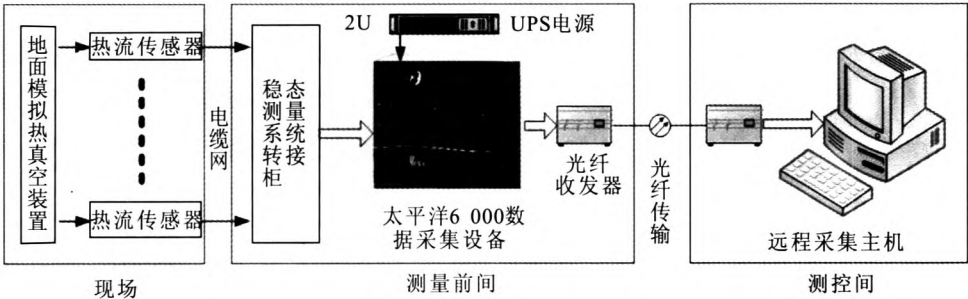 地面模拟热真空装置
热流传感器
热流传感器
现场
电缆网
稳态
测量
系统
转接
柜
2U
UPS电源
太平洋6 000数
据采集设备
光纤
收发器
测量前间
光纤传输
远程采集主机
测控间